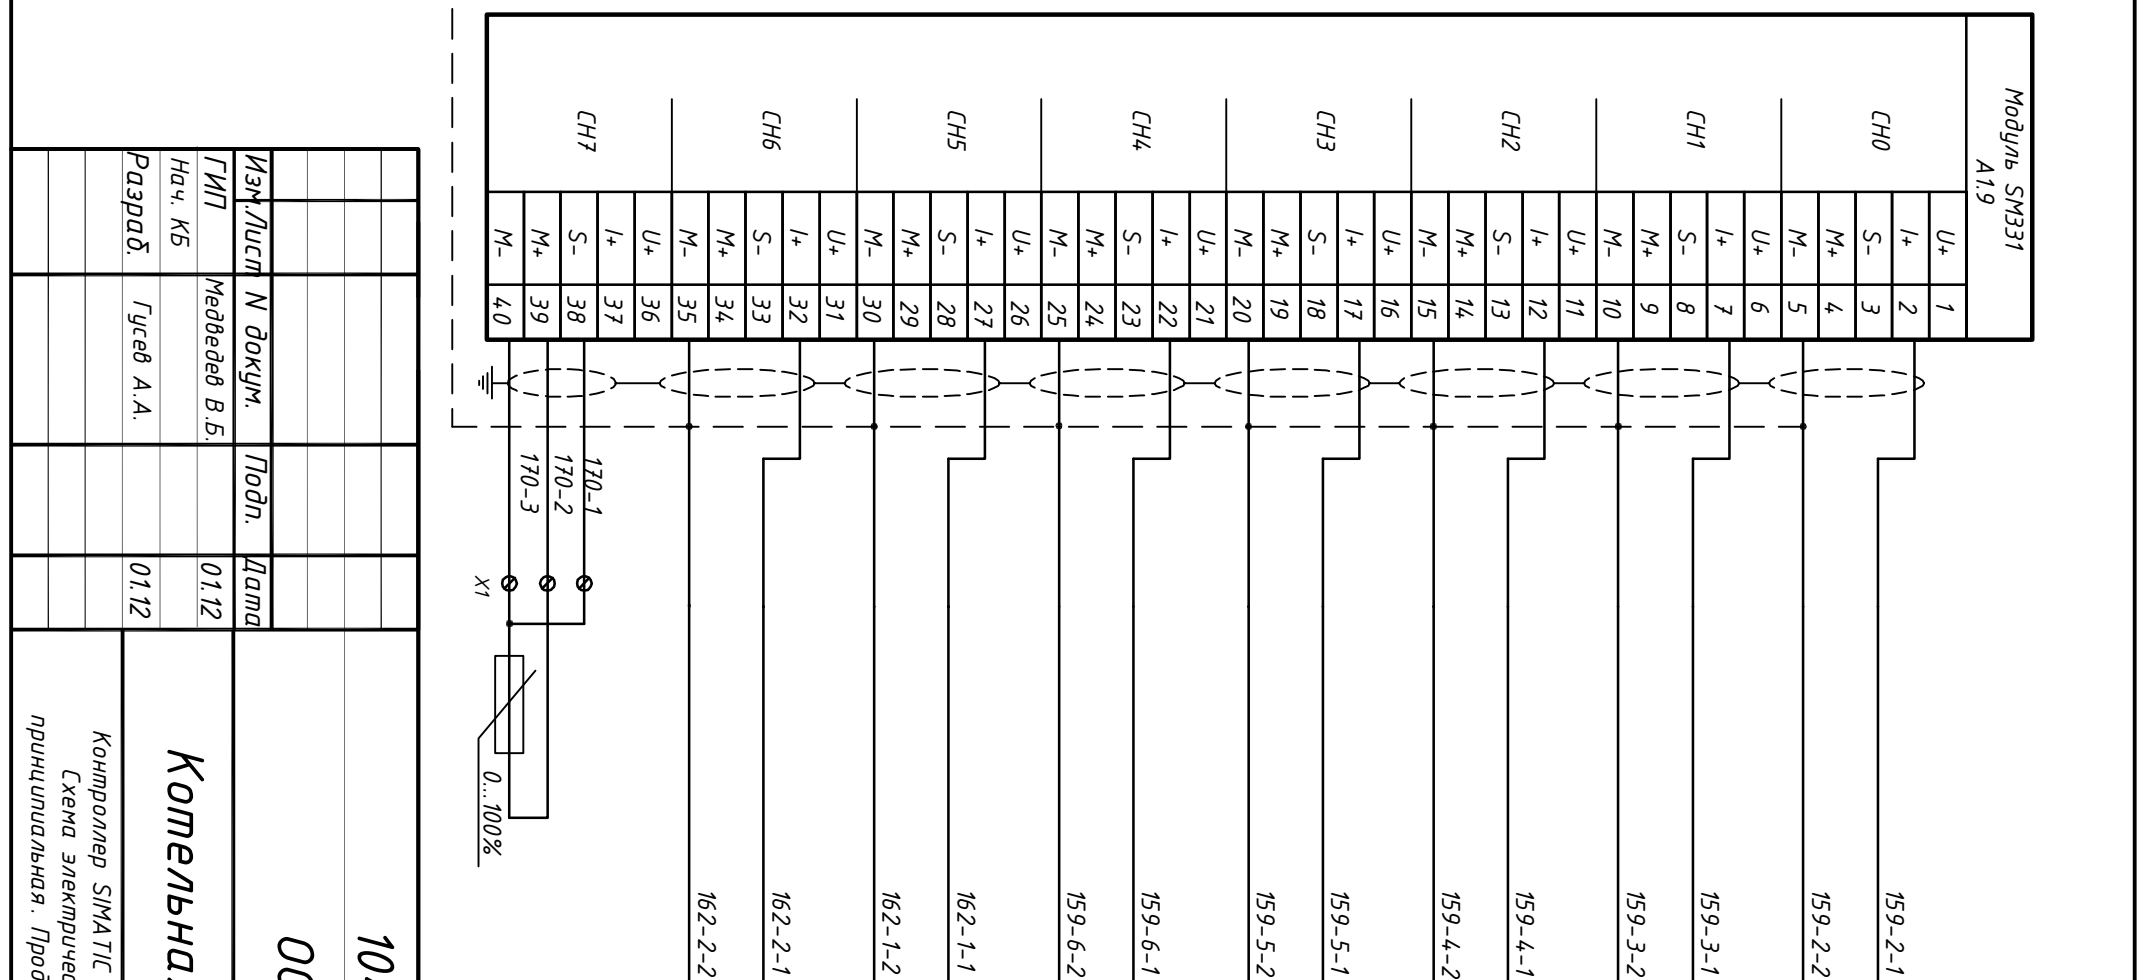 Модуль SM331
A1.9
CH0
CH1
CH2
CH3
CH4
CH5
CH6
CH7
U+ 1
I+ 2
S- 3
M+ 4
M- 5
U+ 6
I+ 7
S- 8
M+ 9
M- 10
U+ 11
I+ 12
S- 13
M+ 14
M- 15
U+ 16
I+ 17
S- 18
M+ 19
M- 20
U+ 21
I+ 22
S- 23
M+ 24
M- 25
U+ 26
I+ 27
S- 28
M+ 29
M- 30
U+ 31
I+ 32
S- 33
M+ 34
M- 35
U+ 36
I+ 37
S- 38
M+ 39
M- 40
159-2-1
159-2-2
159-3-1
159-3-2
159-4-1
159-4-2
159-5-1
159-5-2
159-6-1
159-6-2
162-1-1
162-1-2
162-2-1
162-2-2
170-1
170-2
170-3
X1
0...100%
Изм. Лист N докум. Подп. Дата
ГИП Медведев В.Б. 01.12
Нач. КБ
Разраб. Гусев А.А. 01.12
Контроллер SIMATIC